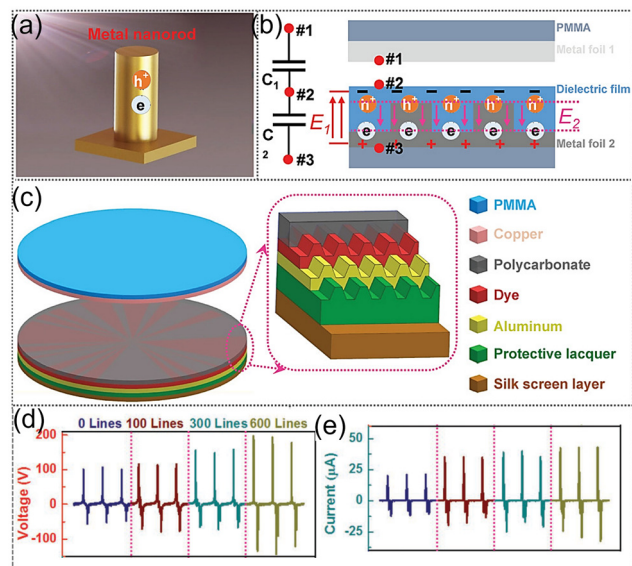 (a)
Metal nanorod
h+
e
(b)
#1
C1
#2
C
2
#3
PMMA
Metal foil 1
#1
#2
Dielectric film
h+ h+ h+ h+ h+
E1
E2
e e e e e
Metal foil 2
+ + + + +
#3
(c)
PMMA
Copper
Polycarbonate
Dye
Aluminum
Protective lacquer
Silk screen layer
(d)
0 Lines 100 Lines 300 Lines 600 Lines
Voltage (V)
200
100
0
-100
(e)
Current (μA)
50
25
0
-25